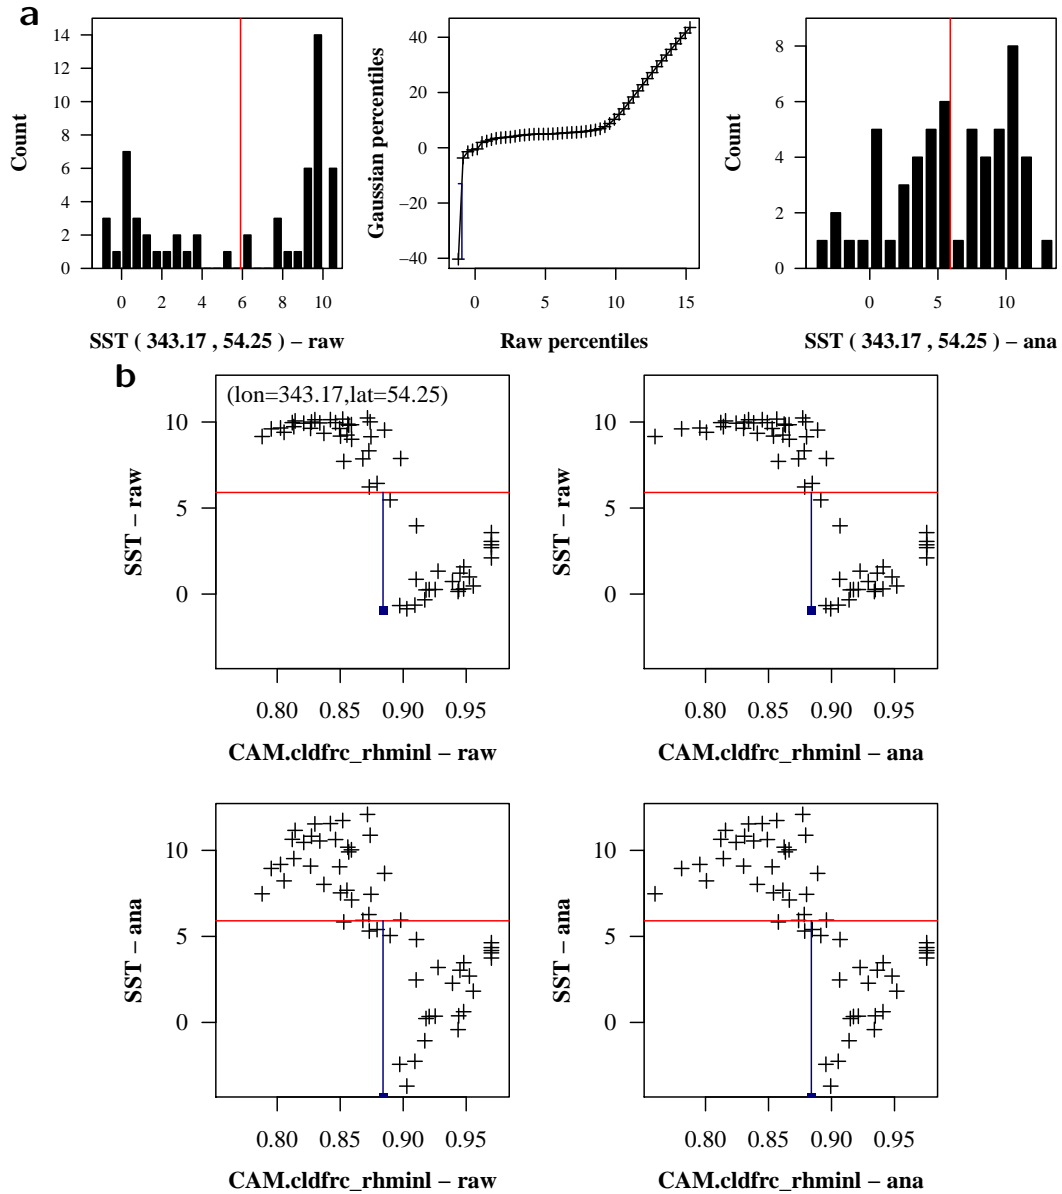 a
14
12
10
8
6
4
2
0
Count
0 2 4 6 8 10
SST ( 343.17 , 54.25 ) – raw
40
20
0
−20
−40
Gaussian percentiles
0 5 10 15
Raw percentiles
8
6
4
2
0
Count
0 5 10
SST ( 343.17 , 54.25 ) – ana
b
(lon=343.17,lat=54.25)
10
5
0
SST – raw
0.80 0.85 0.90 0.95
CAM.cldfrc_rhminl – raw
10
5
0
SST – raw
0.80 0.85 0.90 0.95
CAM.cldfrc_rhminl – ana
10
5
0
SST – ana
0.80 0.85 0.90 0.95
CAM.cldfrc_rhminl – raw
10
5
0
SST – ana
0.80 0.85 0.90 0.95
CAM.cldfrc_rhminl – ana